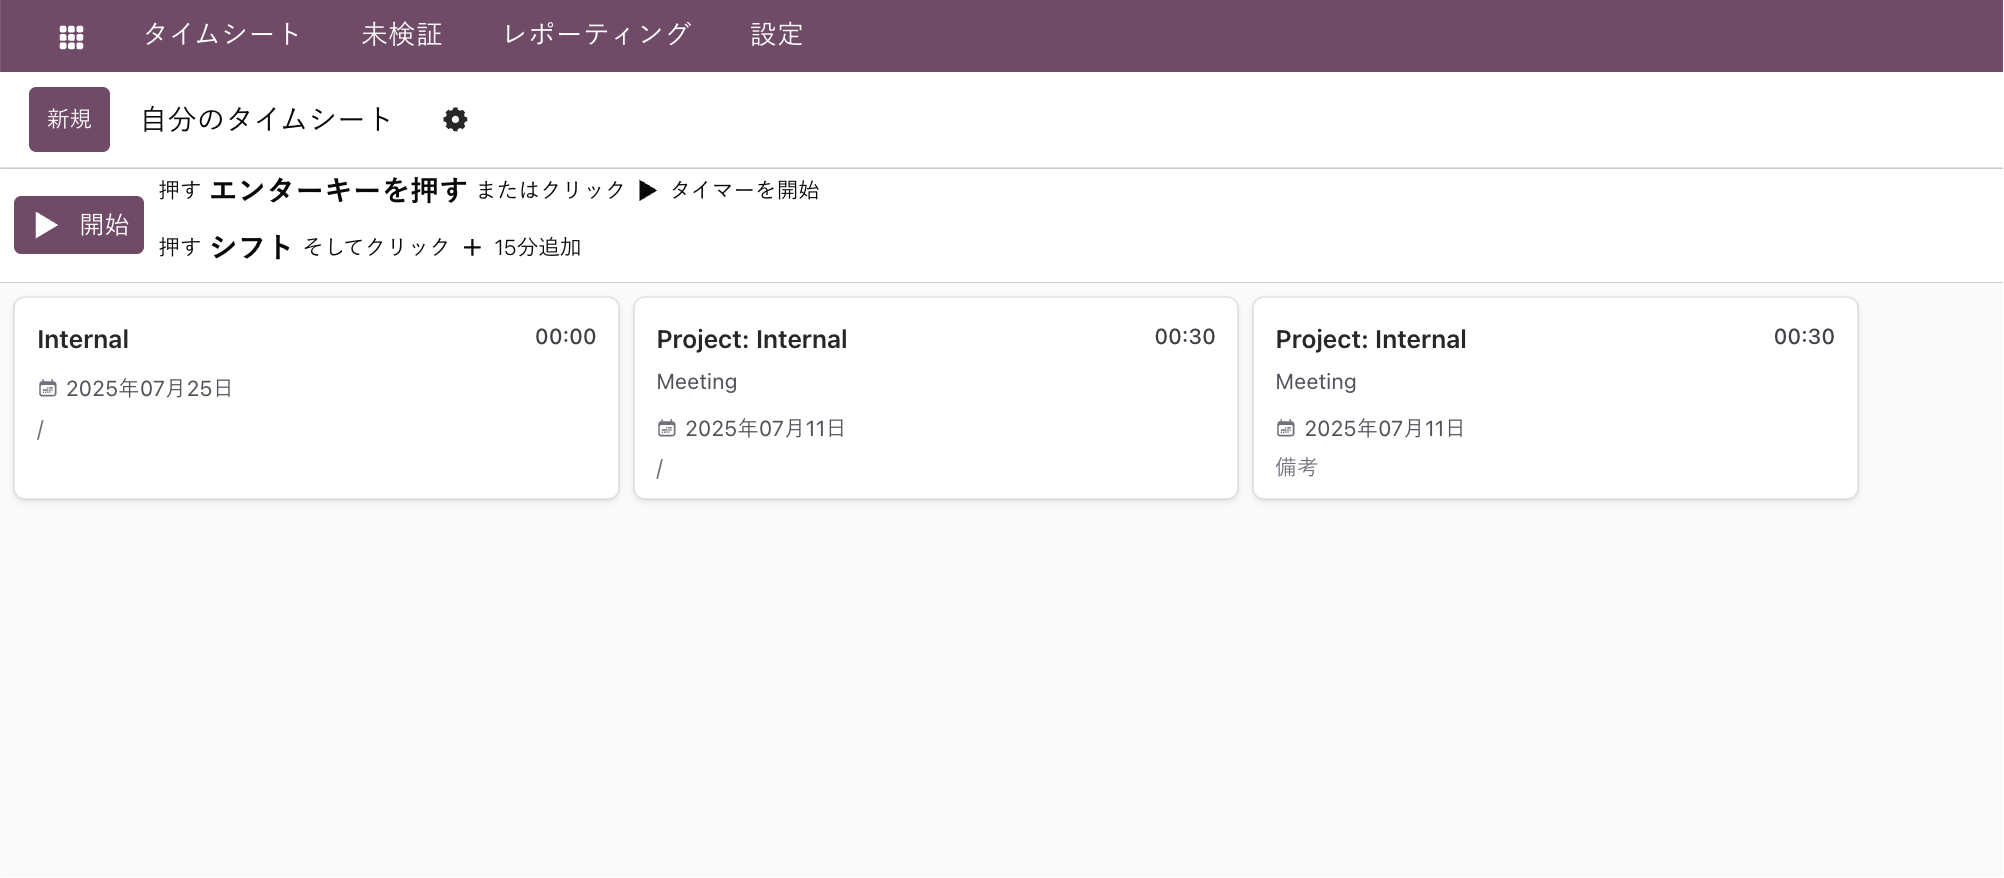 タイムシート 未検証 レポーティング 設定
新規 自分のタイムシート
押す エンターキーを押す またはクリック ▶ タイマーを開始
開始
押す シフト そしてクリック + 15分追加
Internal 00:00
2025年07月25日
/
Project: Internal 00:30
Meeting
2025年07月11日
/
Project: Internal 00:30
Meeting
2025年07月11日
備考